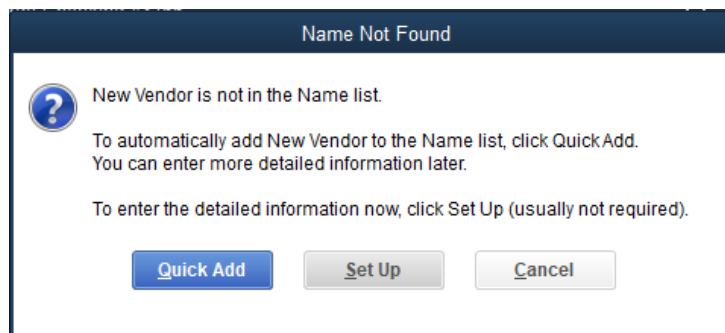 Name Not Found
New Vendor is not in the Name list.
To automatically add New Vendor to the Name list, click Quick Add.
You can enter more detailed information later.
To enter the detailed information now, click Set Up (usually not required).
Quick Add Set Up Cancel